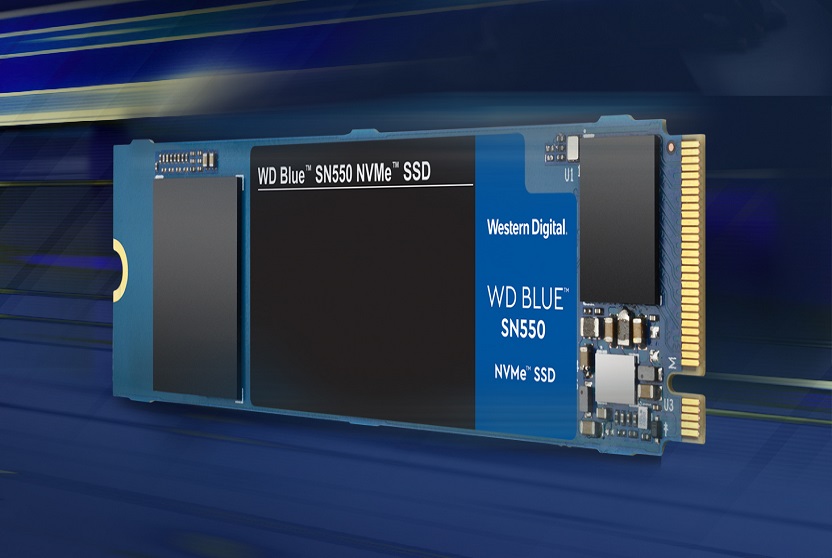 WD Blue™ SN550 NVMe™ SSD
U1
Western Digital.
WD BLUE™
SN550
NVMe™ SSD
M
U3